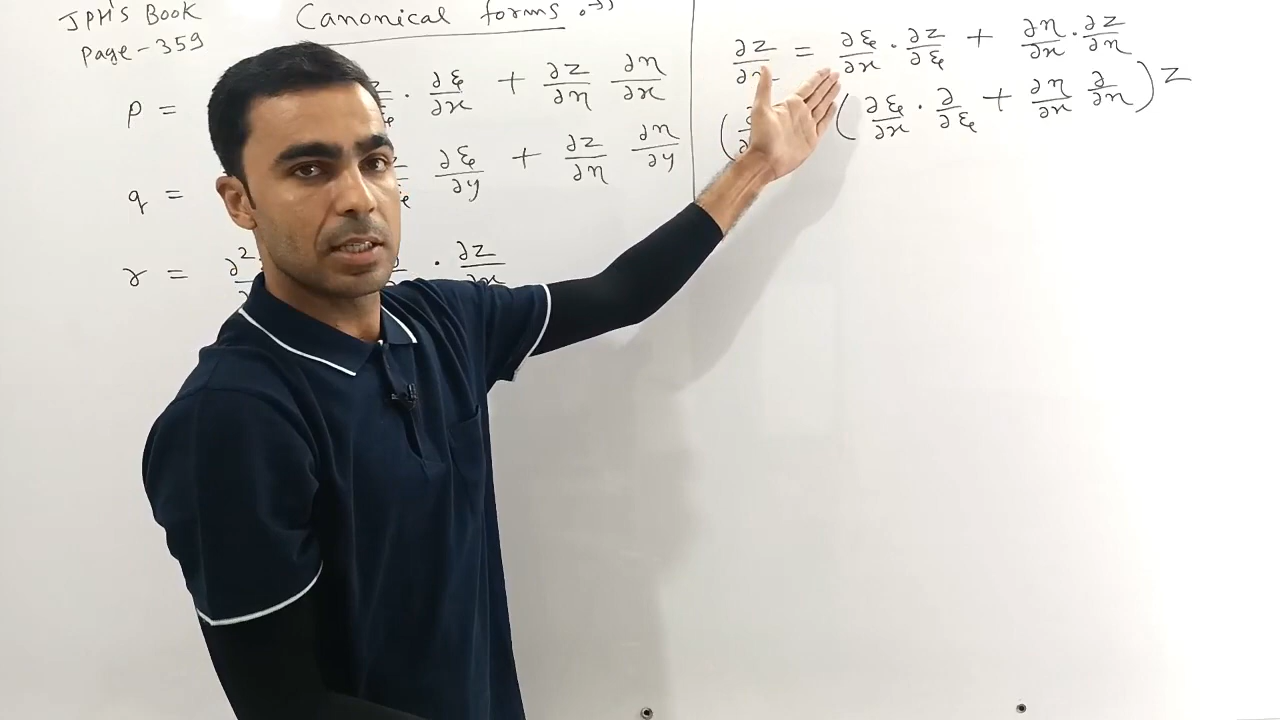 JPH's Book
Page-359
Canonical forms :→
p = ∂z/ · ∂ξ/∂x + ∂z/∂η ∂η/∂x
q = · ∂ξ/∂y + ∂z/∂η ∂η/∂y
r = ∂² · ∂z/∂x
∂z/∂x = ∂ξ/∂x · ∂z/∂ξ + ∂η/∂x · ∂z/∂η
( (∂ξ/∂x · ∂/∂ξ + ∂η/∂x ∂/∂η) z